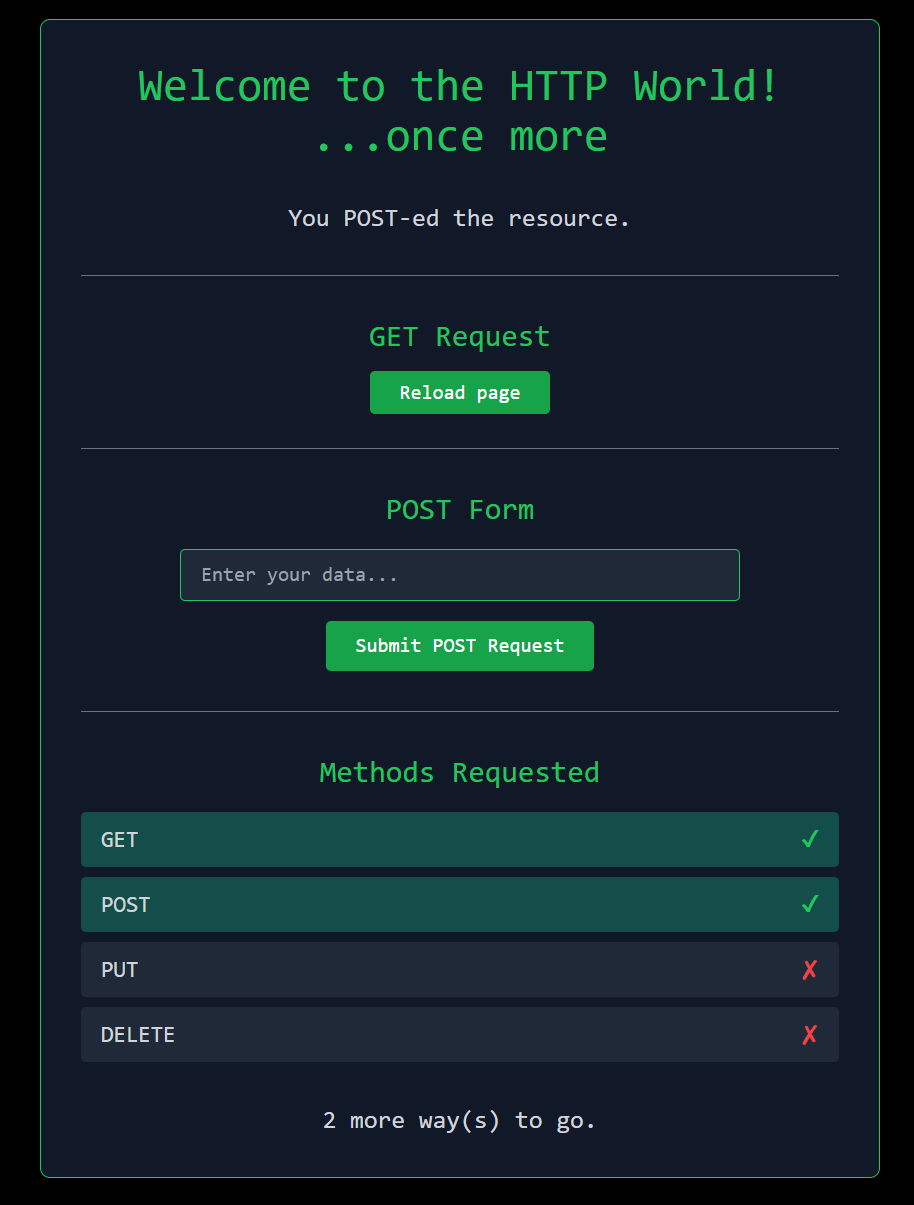 Welcome to the HTTP World!
...once more
You POST-ed the resource.
GET Request
Reload page
POST Form
Enter your data...
Submit POST Request
Methods Requested
GET ✓
POST ✓
PUT ✗
DELETE ✗
2 more way(s) to go.